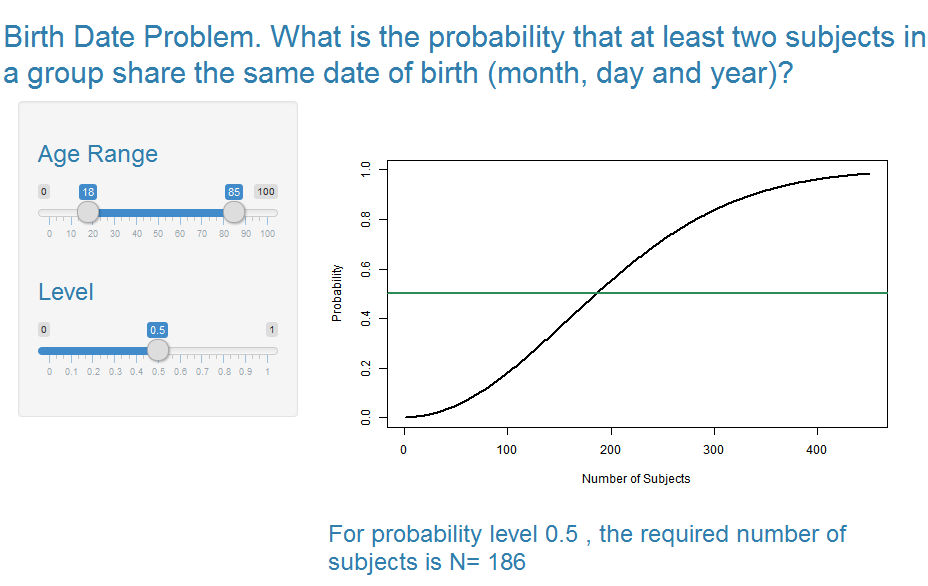 Birth Date Problem. What is the probability that at least two subjects in
a group share the same date of birth (month, day and year)?
Age Range
0 18 85 100
0 10 20 30 40 50 60 70 80 90 100
Level
0 0.5 1
0 0.1 0.2 0.3 0.4 0.5 0.6 0.7 0.8 0.9 1
Probability
1.0
0.8
0.6
0.4
0.2
0.0
0 100 200 300 400
Number of Subjects
For probability level 0.5 , the required number of
subjects is N= 186